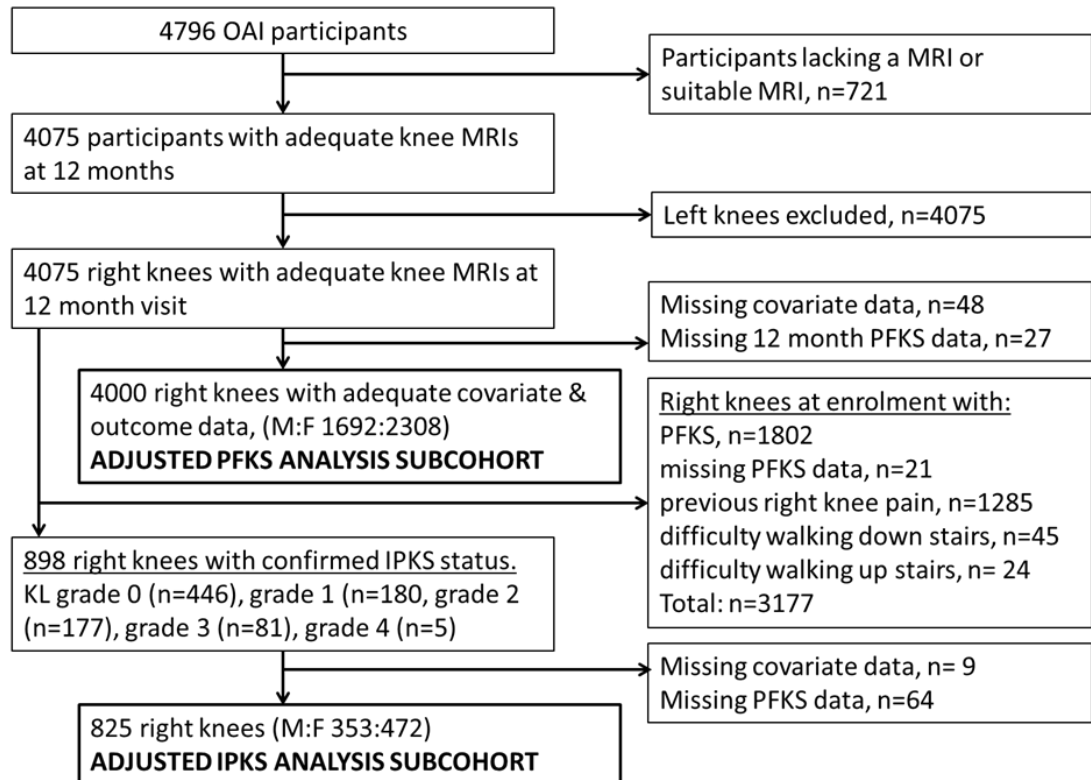 4796 OAI participants
Participants lacking a MRI or
suitable MRI, n=721
4075 participants with adequate knee MRIs
at 12 months
Left knees excluded, n=4075
4075 right knees with adequate knee MRIs at
12 month visit
Missing covariate data, n=48
Missing 12 month PFKS data, n=27
4000 right knees with adequate covariate &
outcome data, (M:F 1692:2308)
ADJUSTED PFKS ANALYSIS SUBCOHORT
Right knees at enrolment with:
PFKS, n=1802
missing PFKS data, n=21
previous right knee pain, n=1285
difficulty walking down stairs, n=45
difficulty walking up stairs, n= 24
Total: n=3177
898 right knees with confirmed IPKS status.
KL grade 0 (n=446), grade 1 (n=180, grade 2
(n=177), grade 3 (n=81), grade 4 (n=5)
Missing covariate data, n= 9
Missing PFKS data, n=64
825 right knees (M:F 353:472)
ADJUSTED IPKS ANALYSIS SUBCOHORT